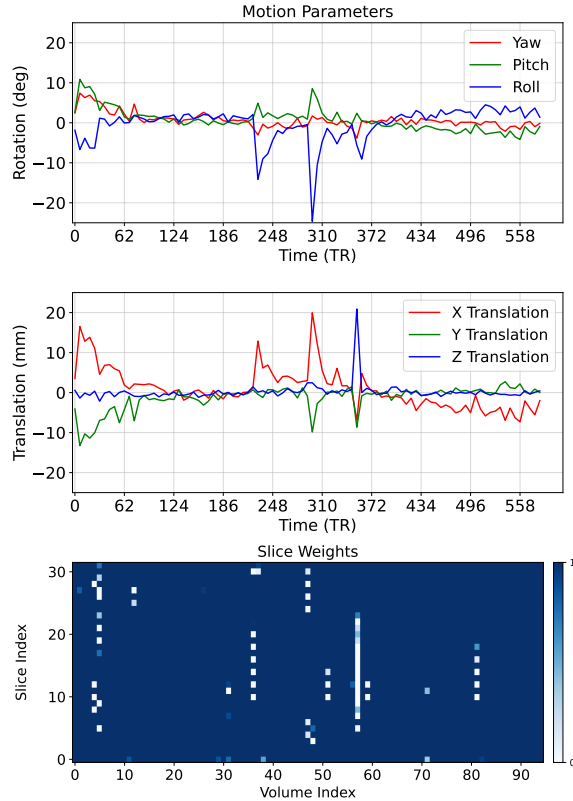 Motion Parameters
20
10
0
−10
−20
Rotation (deg)
Yaw
Pitch
Roll
0 62 124 186 248 310 372 434 496 558
Time (TR)
20
10
0
−10
−20
Translation (mm)
X Translation
Y Translation
Z Translation
0 62 124 186 248 310 372 434 496 558
Time (TR)
Slice Weights
30
20
10
0
Slice Index
0 10 20 30 40 50 60 70 80 90
Volume Index